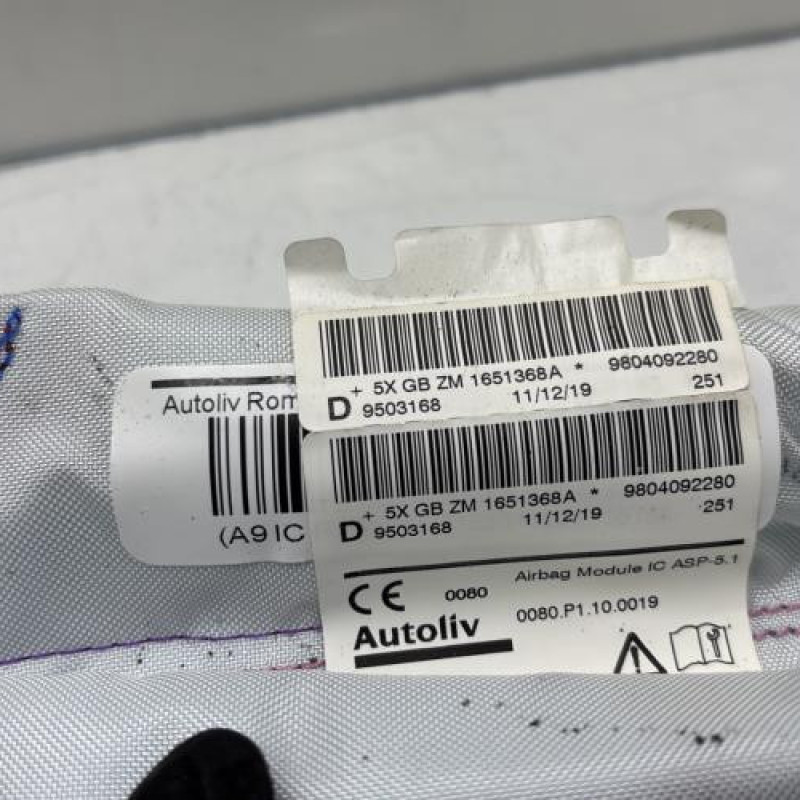 + 5X GB ZM 1651368A * 9804092280
D 9503168 11/12/19 251
Autoliv Rom
(A9 IC
+ 5X GB ZM 1651368A * 9804092280
D 9503168 11/12/19 251
CE 0080 Airbag Module IC ASP-5.1
Autoliv 0080.P1.10.0019